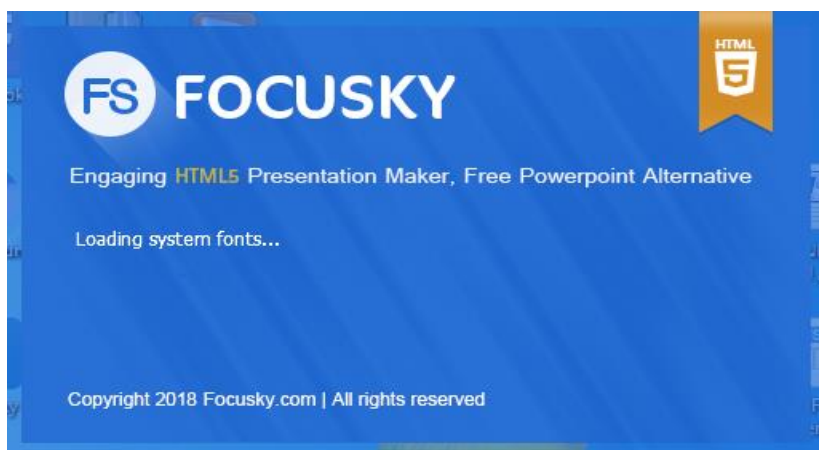 HTML
5
FS FOCUSKY
Engaging HTML5 Presentation Maker, Free Powerpoint Alternative
Loading system fonts...
Copyright 2018 Focusky.com | All rights reserved